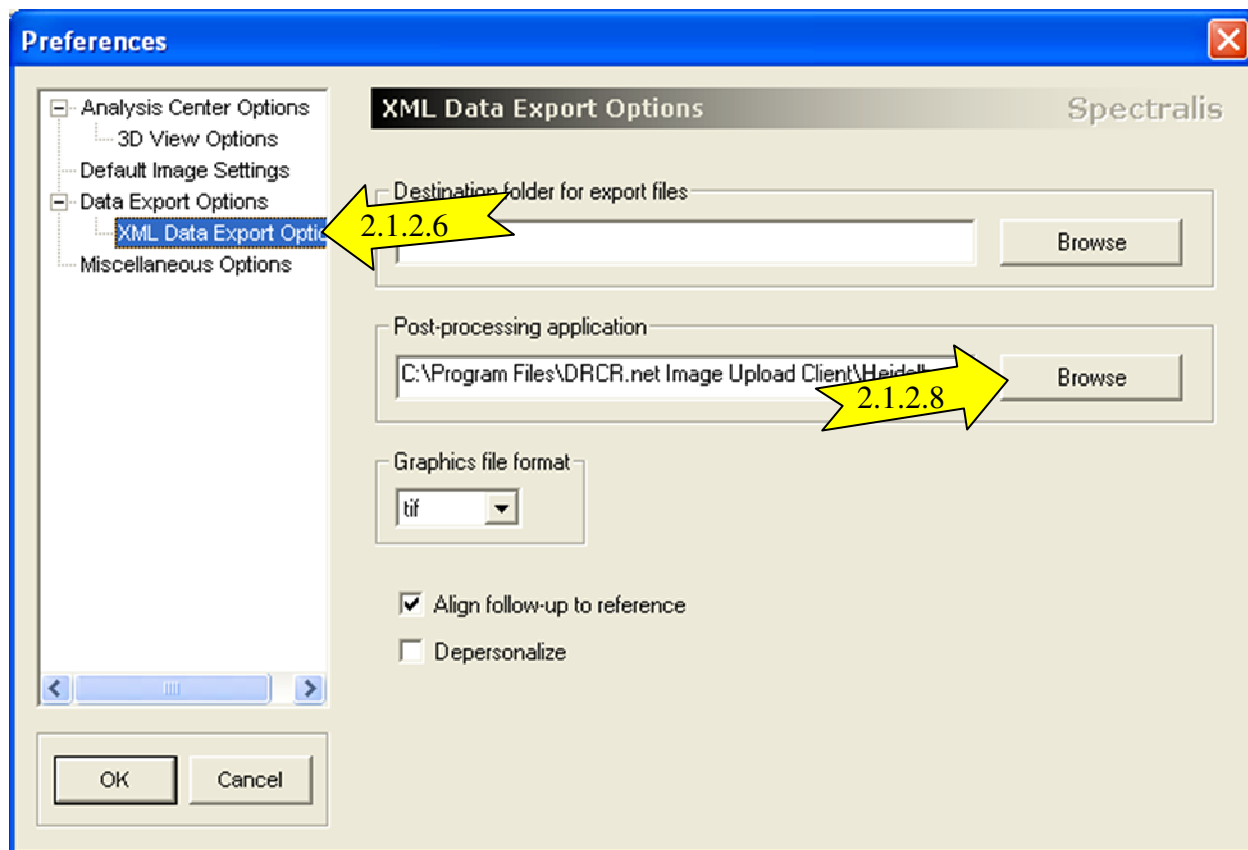 Preferences
Analysis Center Options
3D View Options
Default Image Settings
Data Export Options
XML Data Export Optio
Miscellaneous Options
OK
Cancel
XML Data Export Options
Spectralis
Destination folder for export files
2.1.2.6
Browse
Post-processing application
C:\Program Files\DRCR.net Image Upload Client\Heidelb
2.1.2.8
Browse
Graphics file format
tif
Align follow-up to reference
Depersonalize